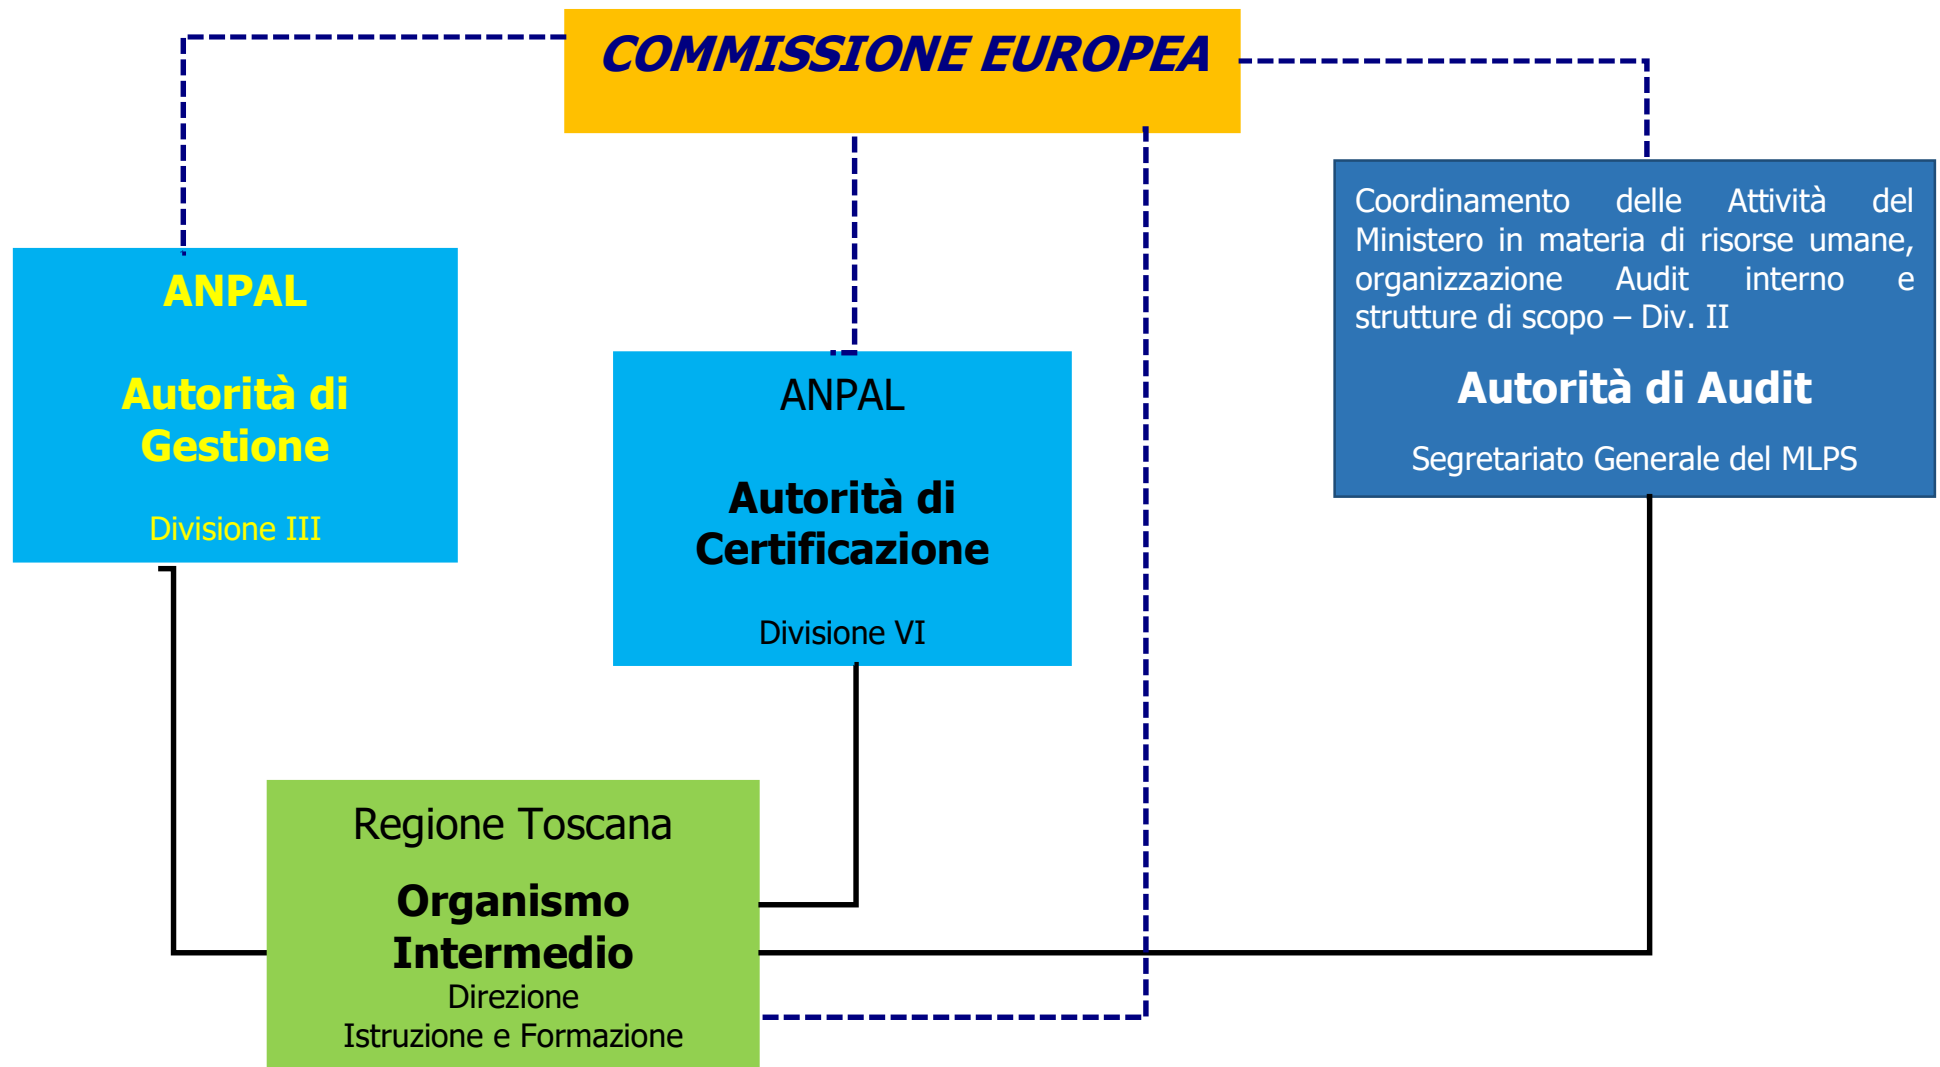 COMMISSIONE EUROPEA
ANPAL
Autorità di
Gestione
Divisione III
ANPAL
Autorità di
Certificazione
Divisione VI
Coordinamento delle Attività del
Ministero in materia di risorse umane,
organizzazione Audit interno e
strutture di scopo – Div. II
Autorità di Audit
Segretariato Generale del MLPS
Regione Toscana
Organismo
Intermedio
Direzione
Istruzione e Formazione